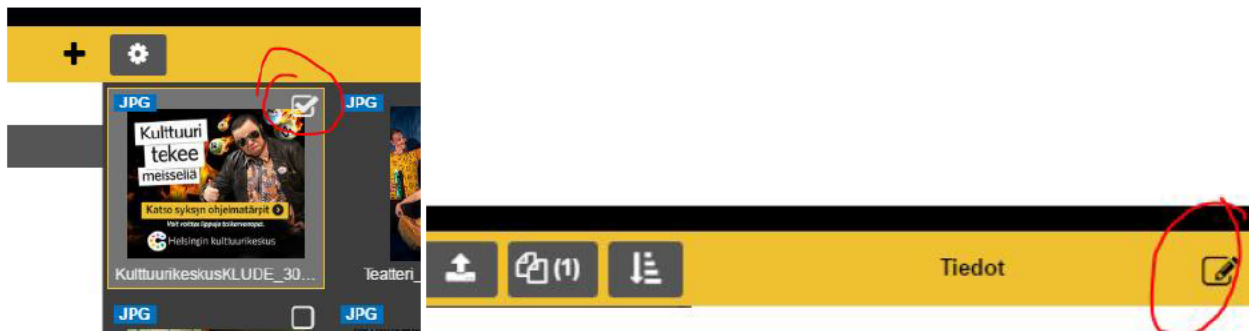 JPG
JPG
Kulttuuri
tekee
meisseliä
Katso syksyn ohjelmatärpit
Helsingin kulttuurikeskus
KulttuurikeskusKLUDE_30...
Teatteri_
JPG
JPG
(1)
Tiedot